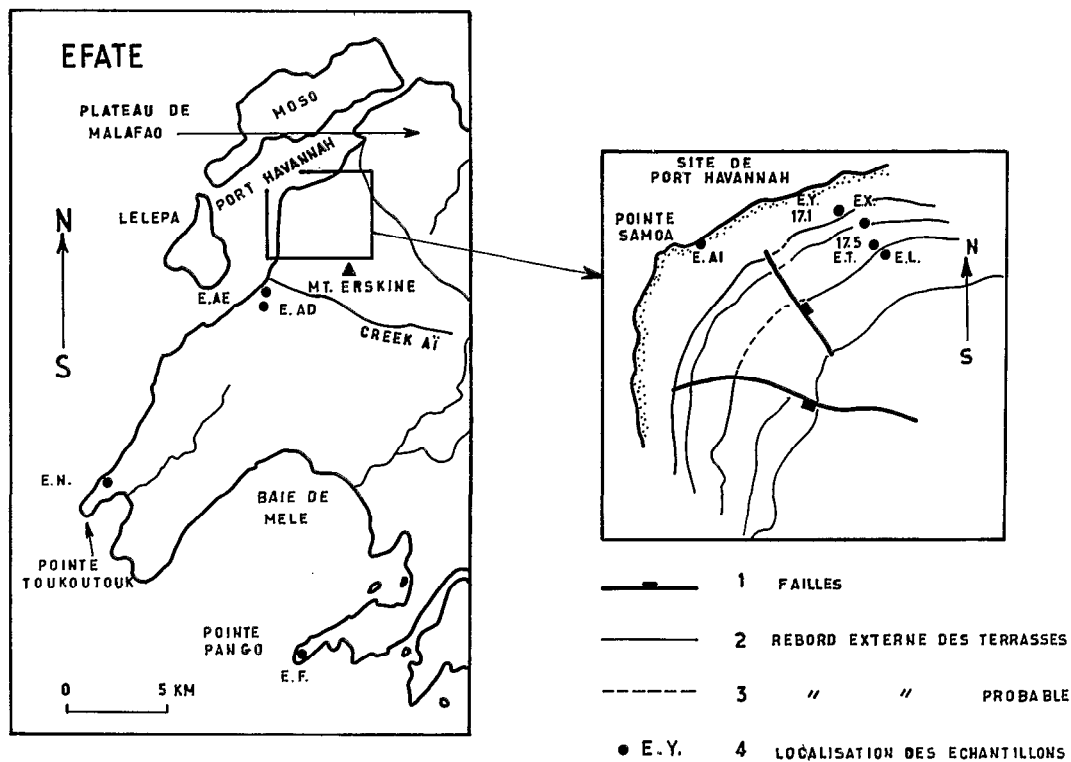 EFATE
MOSO
PLATEAU DE
MALAFAO
PORT HAVANNAH
LELEPA
N
S
E.AE
MT. ERSKINE
E.AD
CREEK AÏ
E.N.
BAIE DE
MELE
POINTE
TOUKOUTOUK
POINTE
PANGO
E.F.
0 5 KM
SITE DE
PORT HAVANNAH
POINTE
SAMOA
E.Y.
17.1
E.X.
E.AI
17.5
E.T.
E.L.
N
S
1 FAILLES
2 REBORD EXTERNE DES TERRASSES
3 " " PROBABLE
E.Y. 4 LOCALISATION DES ECHANTILLONS